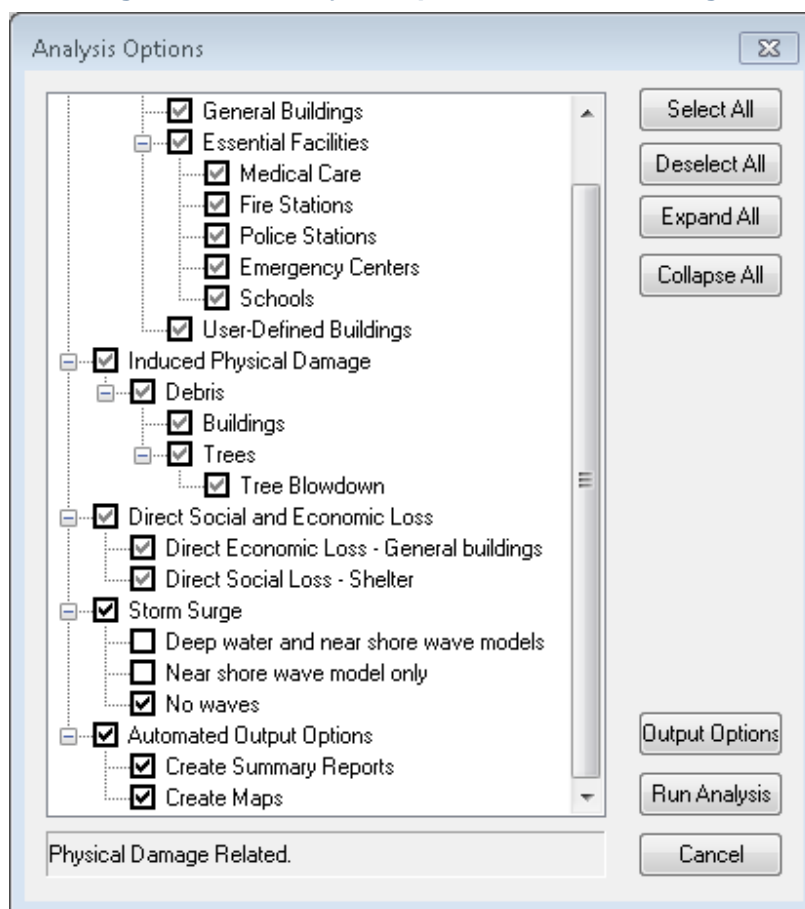 Analysis Options
General Buildings
Essential Facilities
Medical Care
Fire Stations
Police Stations
Emergency Centers
Schools
User-Defined Buildings
Induced Physical Damage
Debris
Buildings
Trees
Tree Blowdown
Direct Social and Economic Loss
Direct Economic Loss - General buildings
Direct Social Loss - Shelter
Storm Surge
Deep water and near shore wave models
Near shore wave model only
No waves
Automated Output Options
Create Summary Reports
Create Maps
Physical Damage Related.
Select All
Deselect All
Expand All
Collapse All
Output Options
Run Analysis
Cancel